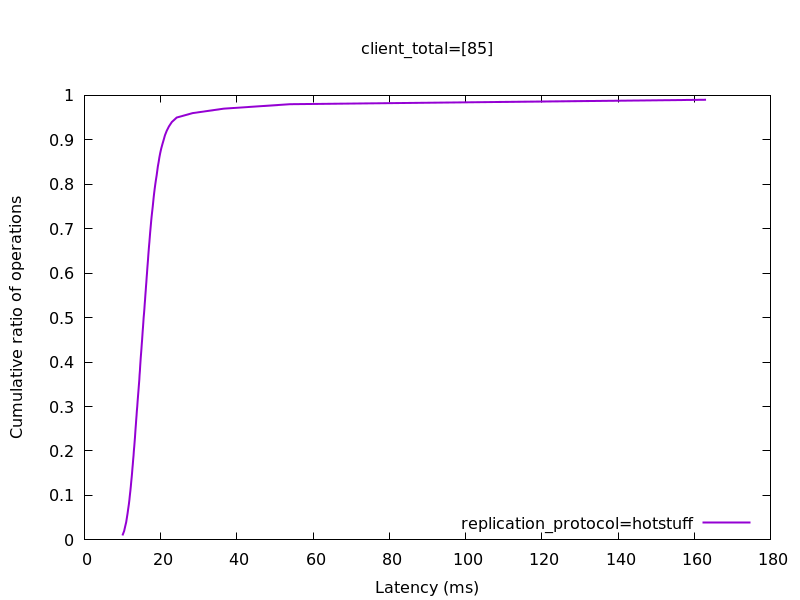 client_total=[85]
1
0.9
0.8
0.7
0.6
0.5
0.4
0.3
0.2
0.1
0
Cumulative ratio of operations
replication_protocol=hotstuff
0 20 40 60 80 100 120 140 160 180
Latency (ms)